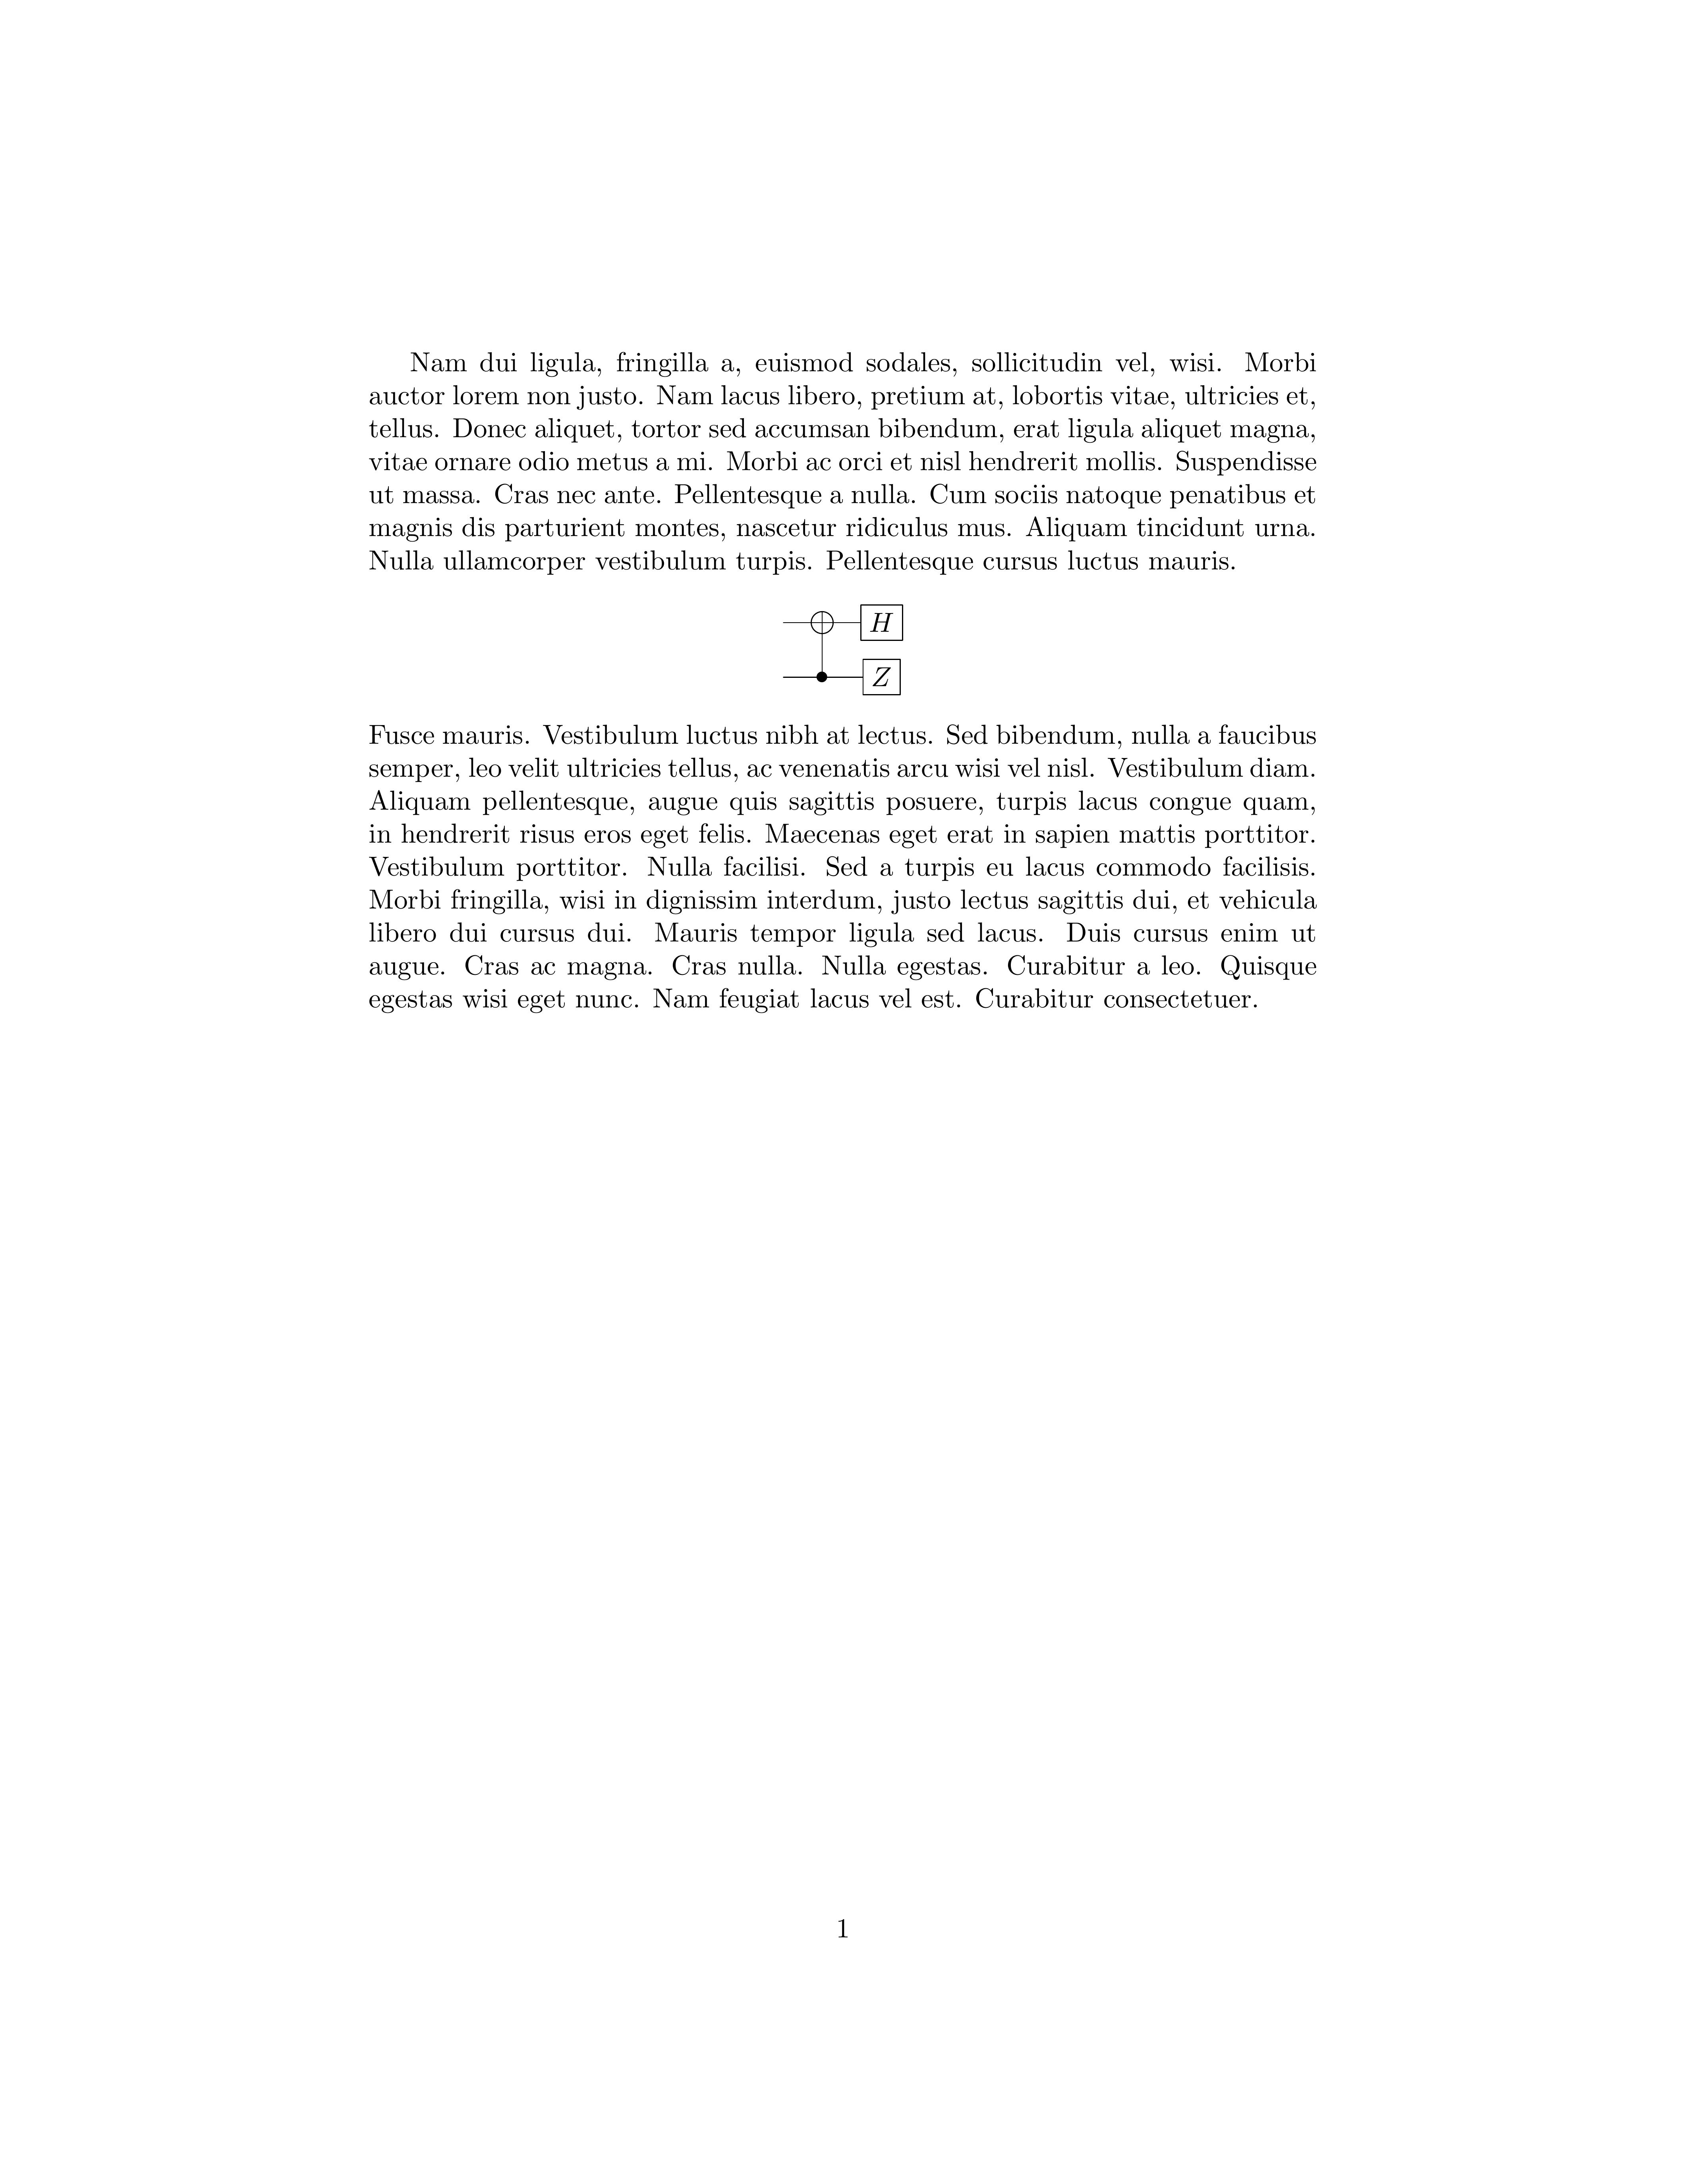 Nam dui ligula, fringilla a, euismod sodales, sollicitudin vel, wisi. Morbi
auctor lorem non justo. Nam lacus libero, pretium at, lobortis vitae, ultricies et,
tellus. Donec aliquet, tortor sed accumsan bibendum, erat ligula aliquet magna,
vitae ornare odio metus a mi. Morbi ac orci et nisl hendrerit mollis. Suspendisse
ut massa. Cras nec ante. Pellentesque a nulla. Cum sociis natoque penatibus et
magnis dis parturient montes, nascetur ridiculus mus. Aliquam tincidunt urna.
Nulla ullamcorper vestibulum turpis. Pellentesque cursus luctus mauris.
H
Z
Fusce mauris. Vestibulum luctus nibh at lectus. Sed bibendum, nulla a faucibus
semper, leo velit ultricies tellus, ac venenatis arcu wisi vel nisl. Vestibulum diam.
Aliquam pellentesque, augue quis sagittis posuere, turpis lacus congue quam,
in hendrerit risus eros eget felis. Maecenas eget erat in sapien mattis porttitor.
Vestibulum porttitor. Nulla facilisi. Sed a turpis eu lacus commodo facilisis.
Morbi fringilla, wisi in dignissim interdum, justo lectus sagittis dui, et vehicula
libero dui cursus dui. Mauris tempor ligula sed lacus. Duis cursus enim ut
augue. Cras ac magna. Cras nulla. Nulla egestas. Curabitur a leo. Quisque
egestas wisi eget nunc. Nam feugiat lacus vel est. Curabitur consectetuer.
1